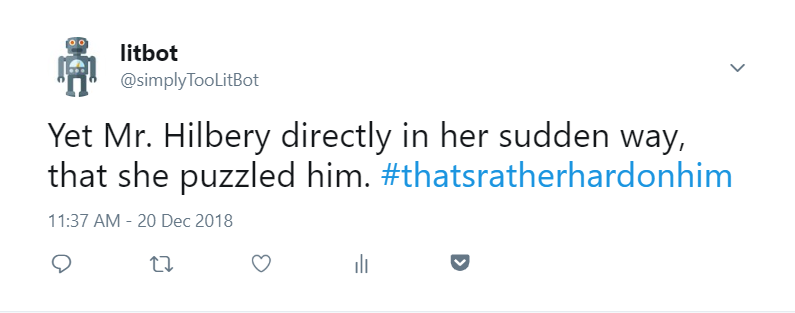 litbot
@simplyTooLitBot
Yet Mr. Hilbery directly in her sudden way,
that she puzzled him. #thatsratherhardonhim
11:37 AM - 20 Dec 2018